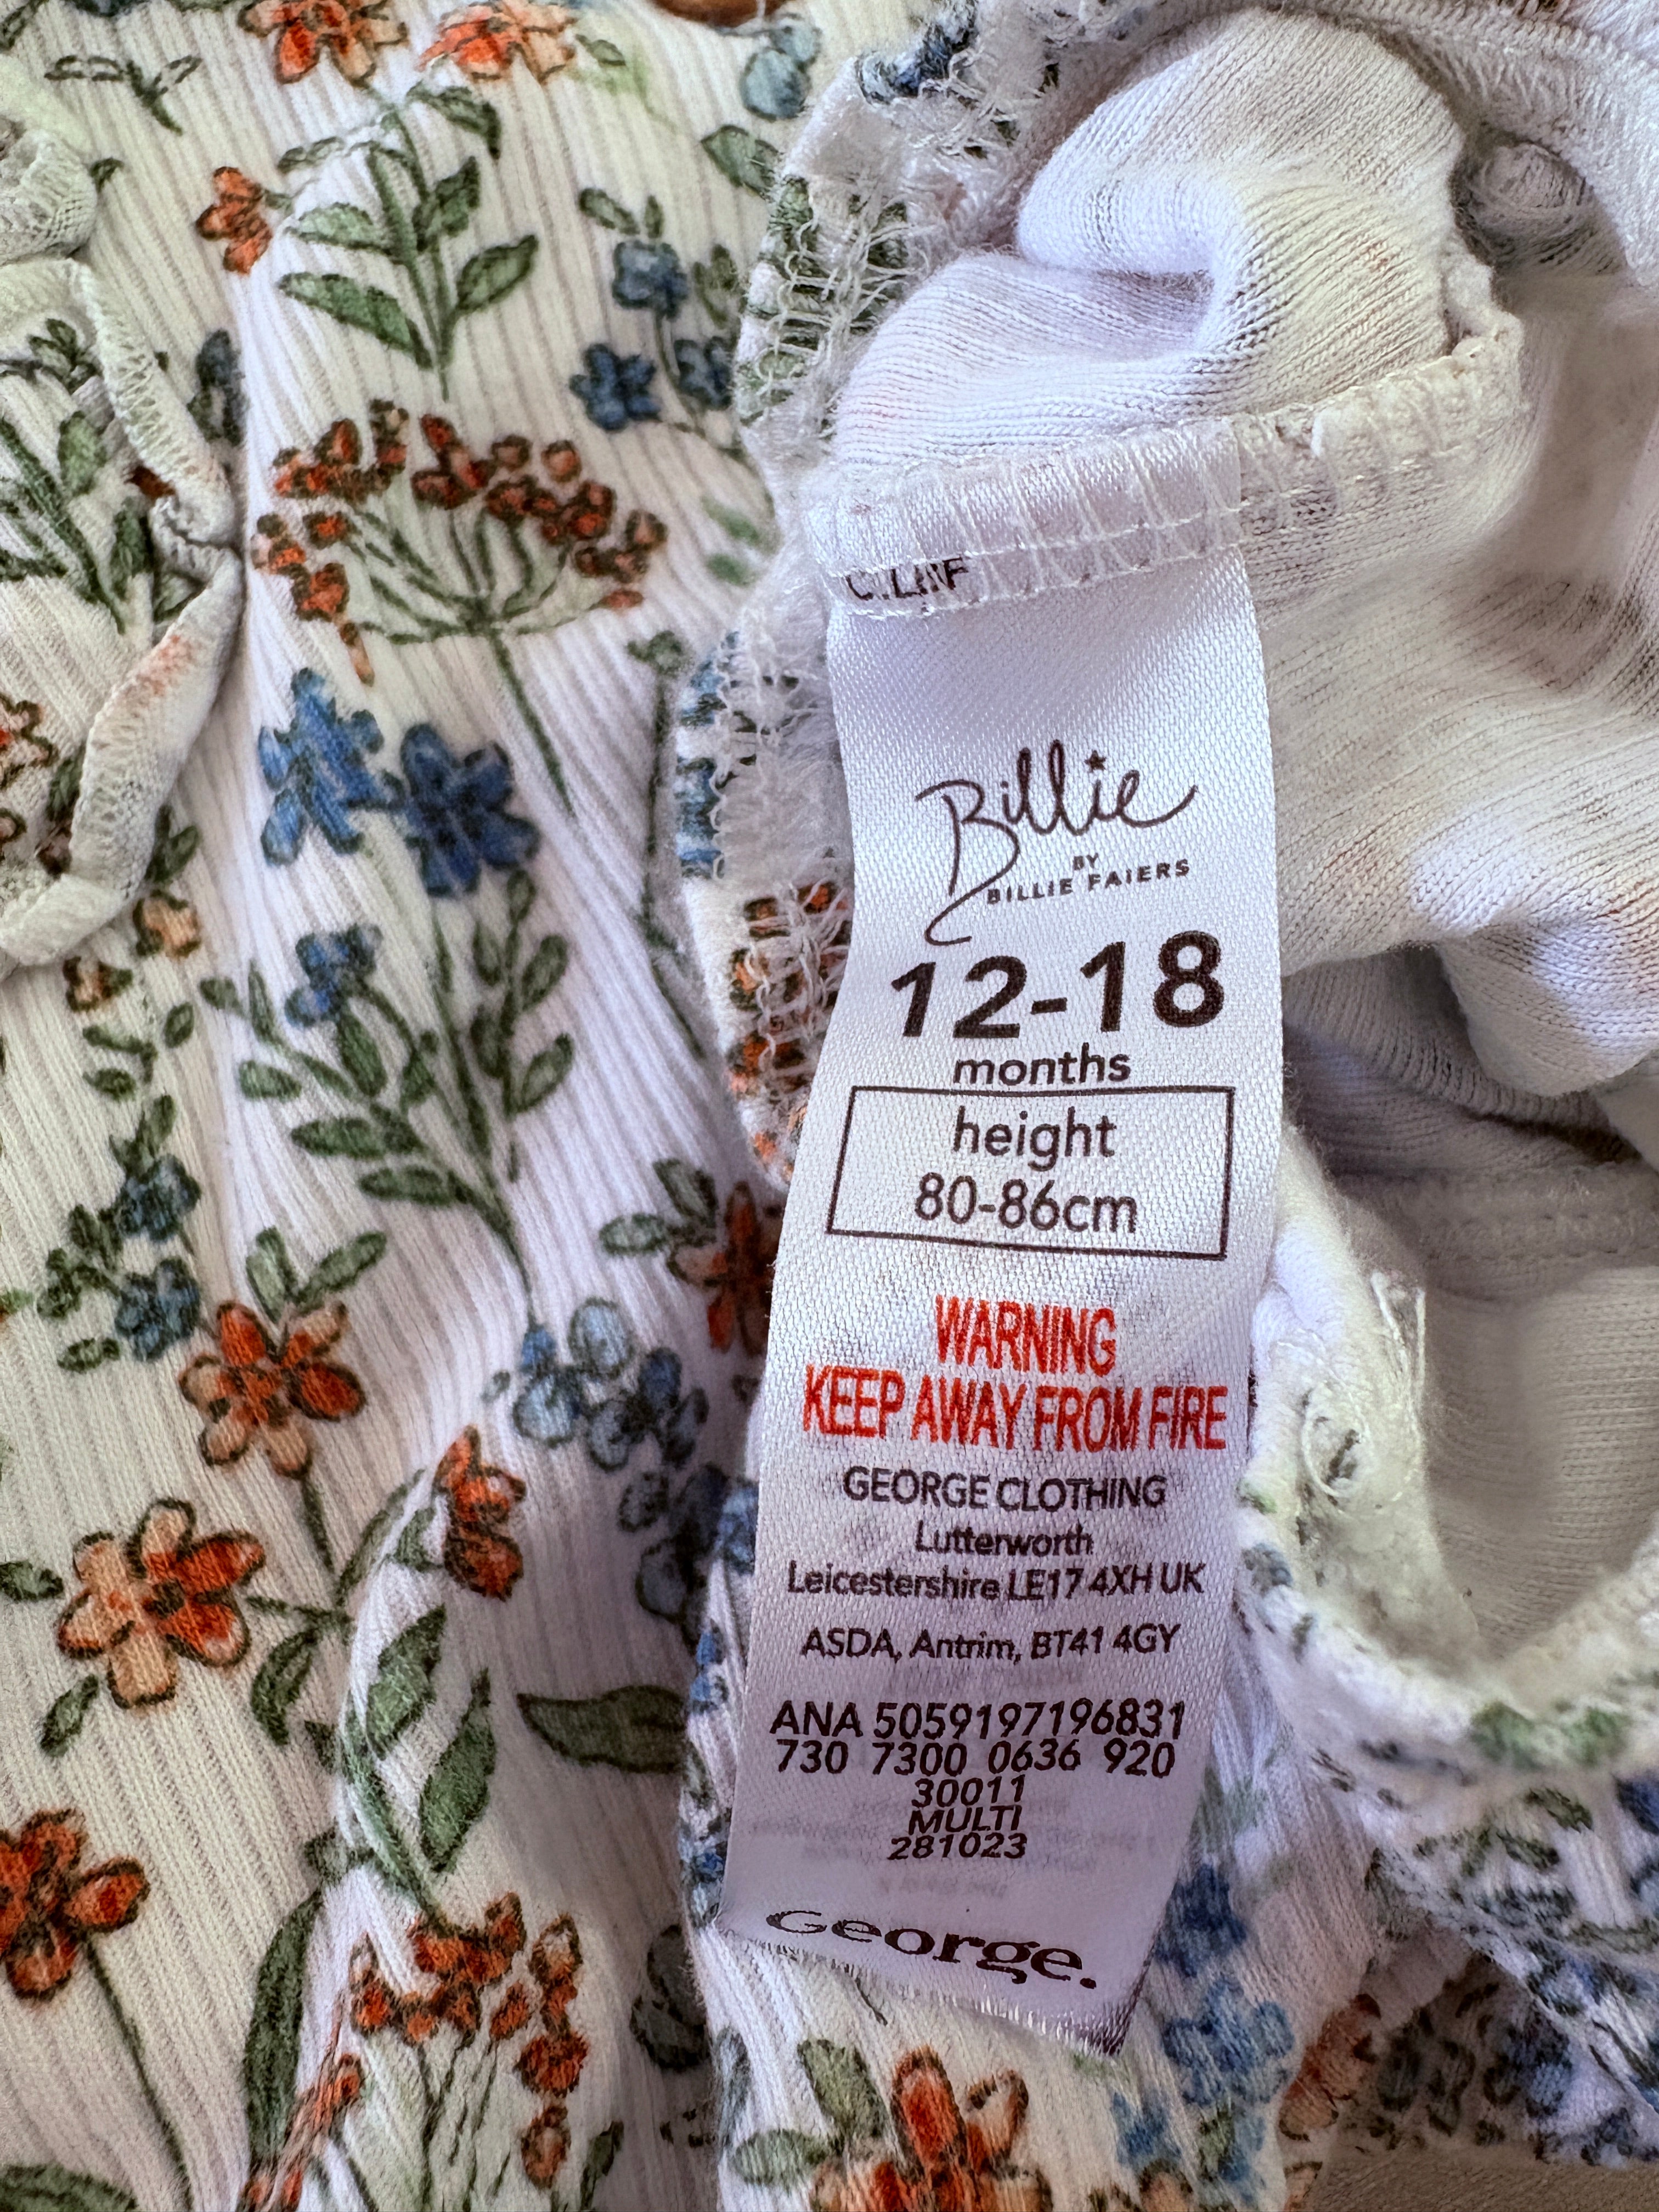 Billie
BY
BILLIE FAIERS
12-18
months
height
80-86cm
WARNING
KEEP AWAY FROM FIRE
GEORGE CLOTHING
Lutterworth
Leicestershire LE17 4XH UK
ASDA, Antrim, BT41 4GY
ANA 5059197196831
730 7300 0636 920
30011
MULTI
281023
George.